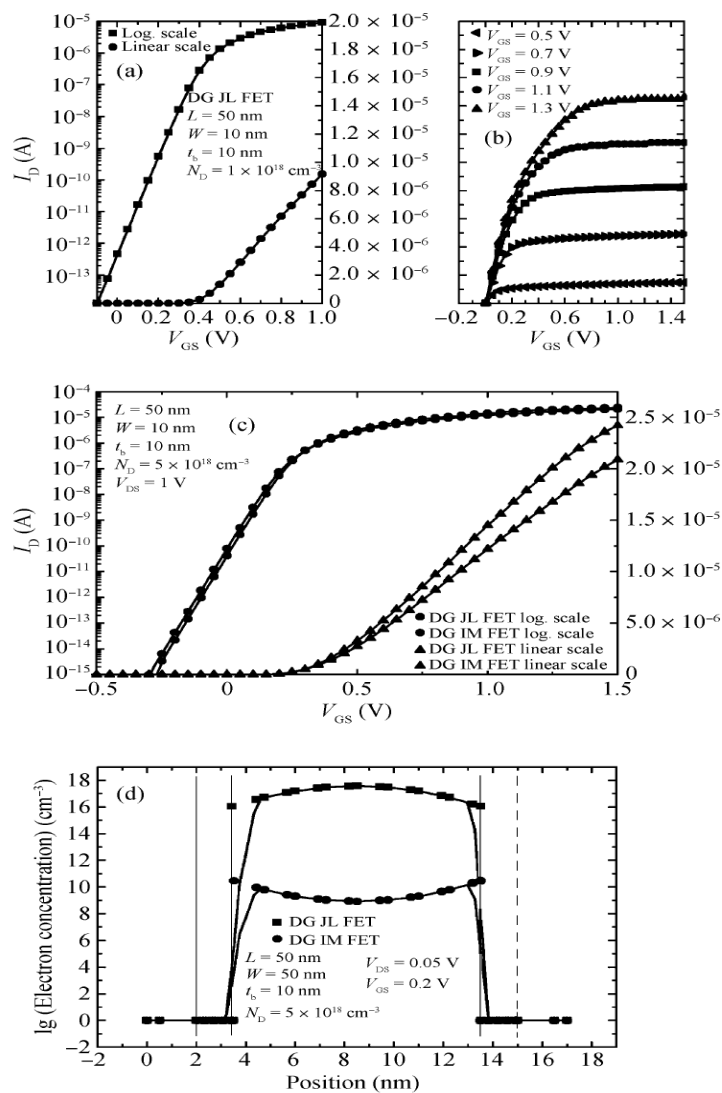 10⁻⁵
10⁻⁶
10⁻⁷
10⁻⁸
10⁻⁹
10⁻¹⁰
10⁻¹¹
10⁻¹²
10⁻¹³
I_D (A)
Log. scale
Linear scale
(a)
DG JL FET
L = 50 nm
W = 10 nm
t_b = 10 nm
N_D = 1 × 10¹⁸ cm⁻³
2.0 × 10⁻⁵
1.8 × 10⁻⁵
1.6 × 10⁻⁵
1.4 × 10⁻⁵
1.2 × 10⁻⁵
1.0 × 10⁻⁵
8.0 × 10⁻⁶
6.0 × 10⁻⁶
4.0 × 10⁻⁶
2.0 × 10⁻⁶
0
0 0.2 0.4 0.6 0.8 1.0
V_GS (V)
V_GS = 0.5 V
V_GS = 0.7 V
V_GS = 0.9 V
V_GS = 1.1 V
V_GS = 1.3 V
(b)
−0.2 0.2 0.6 1.0 1.4
V_GS (V)
10⁻⁴
10⁻⁵
10⁻⁶
10⁻⁷
10⁻⁸
10⁻⁹
10⁻¹⁰
10⁻¹¹
10⁻¹²
10⁻¹³
10⁻¹⁴
10⁻¹⁵
I_D (A)
L = 50 nm
W = 10 nm
t_b = 10 nm
N_D = 5 × 10¹⁸ cm⁻³
V_DS = 1 V
(c)
2.5 × 10⁻⁵
2.0 × 10⁻⁵
1.5 × 10⁻⁵
1 × 10⁻⁵
5 × 10⁻⁶
0
DG JL FET log. scale
DG IM FET log. scale
DG JL FET linear scale
DG IM FET linear scale
−0.5 0 0.5 1.0 1.5
V_GS (V)
lg (Electron concentration) (cm⁻³)
18
16
14
12
10
8
6
4
2
0
−2
(d)
DG JL FET
DG IM FET
L = 50 nm
W = 50 nm
t_b = 10 nm
N_D = 5 × 10¹⁸ cm⁻³
V_DS = 0.05 V
V_GS = 0.2 V
−2 0 2 4 6 8 10 12 14 16 18
Position (nm)